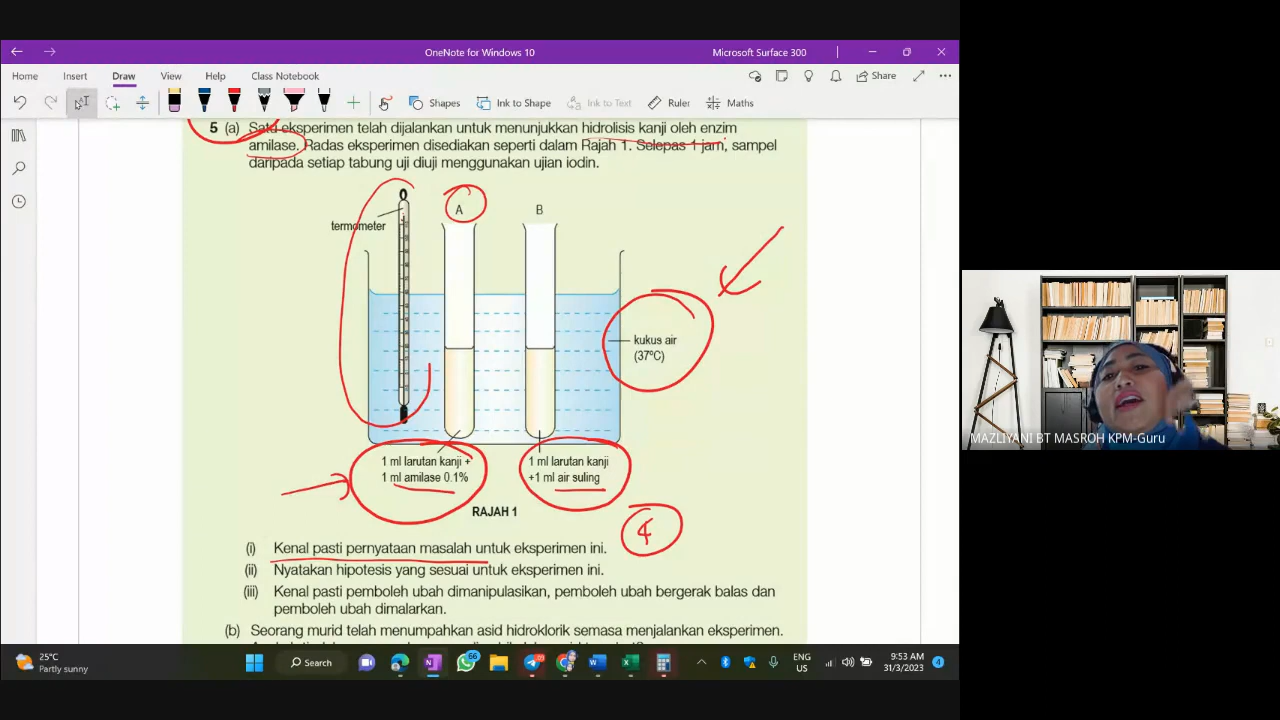 OneNote for Windows 10
Microsoft Surface 300
Home Insert Draw View Help Class Notebook
Share
Shapes Ink to Shape Ink to Text Ruler Maths
5 (a) Satu eksperimen telah dijalankan untuk menunjukkan hidrolisis kanji oleh enzim
amilase. Radas eksperimen disediakan seperti dalam Rajah 1. Selepas 1 jam, sampel
daripada setiap tabung uji diuji menggunakan ujian iodin.
A B
termometer
kukus air
(37ºC)
1 ml larutan kanji +
1 ml amilase 0.1%
1 ml larutan kanji
+1 ml air suling
RAJAH 1
(i) Kenal pasti pernyataan masalah untuk eksperimen ini.
(ii) Nyatakan hipotesis yang sesuai untuk eksperimen ini.
(iii) Kenal pasti pemboleh ubah dimanipulasikan, pemboleh ubah bergerak balas dan
pemboleh ubah dimalarkan.
(b) Seorang murid telah menumpahkan asid hidroklorik semasa menjalankan eksperimen.
MAZLIYANI BT MASROH KPM-Guru
25°C
Partly sunny
Search
66
ENG
US
9:53 AM
31/3/2023
4